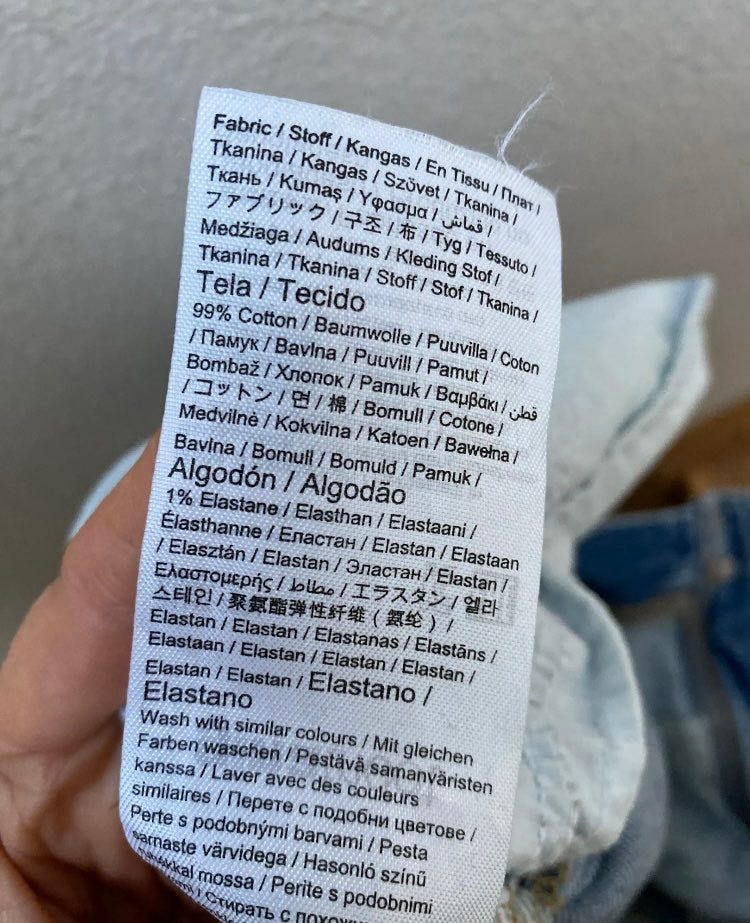 Fabric / Stoff / Kangas / En Tissu / Плат /
Tkanina / Kangas / Szövet / Tkanina /
Ткань / Kumaş / Υφασμα / قماش /
ファブリック / 구조 / 布 / Tyg / Tessuto /
Medžiaga / Audums / Kleding Stof /
Tkanina / Tkanina / Stoff / Stof / Tkanina /
Tela / Tecido
99% Cotton / Baumwolle / Puuvilla / Coton
/ Памук / Bavlna / Puuvill / Pamut /
Bombaž / Хлопок / Pamuk / Βαμβάκι / قطن
/ コットン / 면 / 棉 / Bomull / Cotone /
Medvilnė / Kokvilna / Katoen / Bawełna /
Bavlna / Bomull / Bomuld / Pamuk /
Algodón / Algodão
1% Elastane / Elasthan / Elastaani /
Élasthanne / Еластан / Elastan / Elastaan
/ Elasztán / Elastan / Эластан / Elastan /
Ελαστομερής / مطاط / エラスタン / 엘라
스테인 / 聚氨酯弹性纤维 ( 氨纶 ) /
Elastan / Elastan / Elastanas / Elastāns /
Elastaan / Elastan / Elastan / Elastan /
Elastan / Elastan / Elastano /
Elastano
Wash with similar colours / Mit gleichen
Farben waschen / Pestävä samanväristen
kanssa / Laver avec des couleurs
similaires / Перете с подобни цветове /
Perte s podobnými barvami / Pesta
sarnaste värvidega / Hasonló színű
mossa / Perite s podobnimi
/ Стирать с